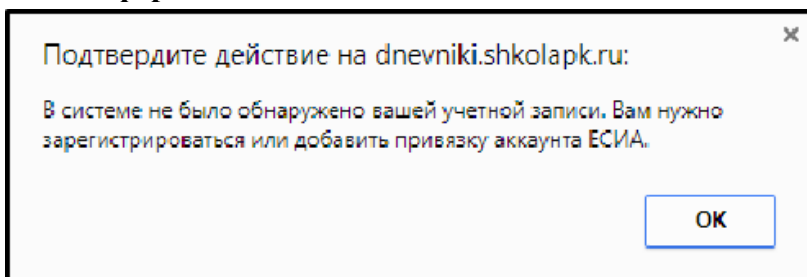 Подтвердите действие на dnevniki.shkolapk.ru:
В системе не было обнаружено вашей учетной записи. Вам нужно
зарегистрироваться или добавить привязку аккаунта ЕСИА.
ОК